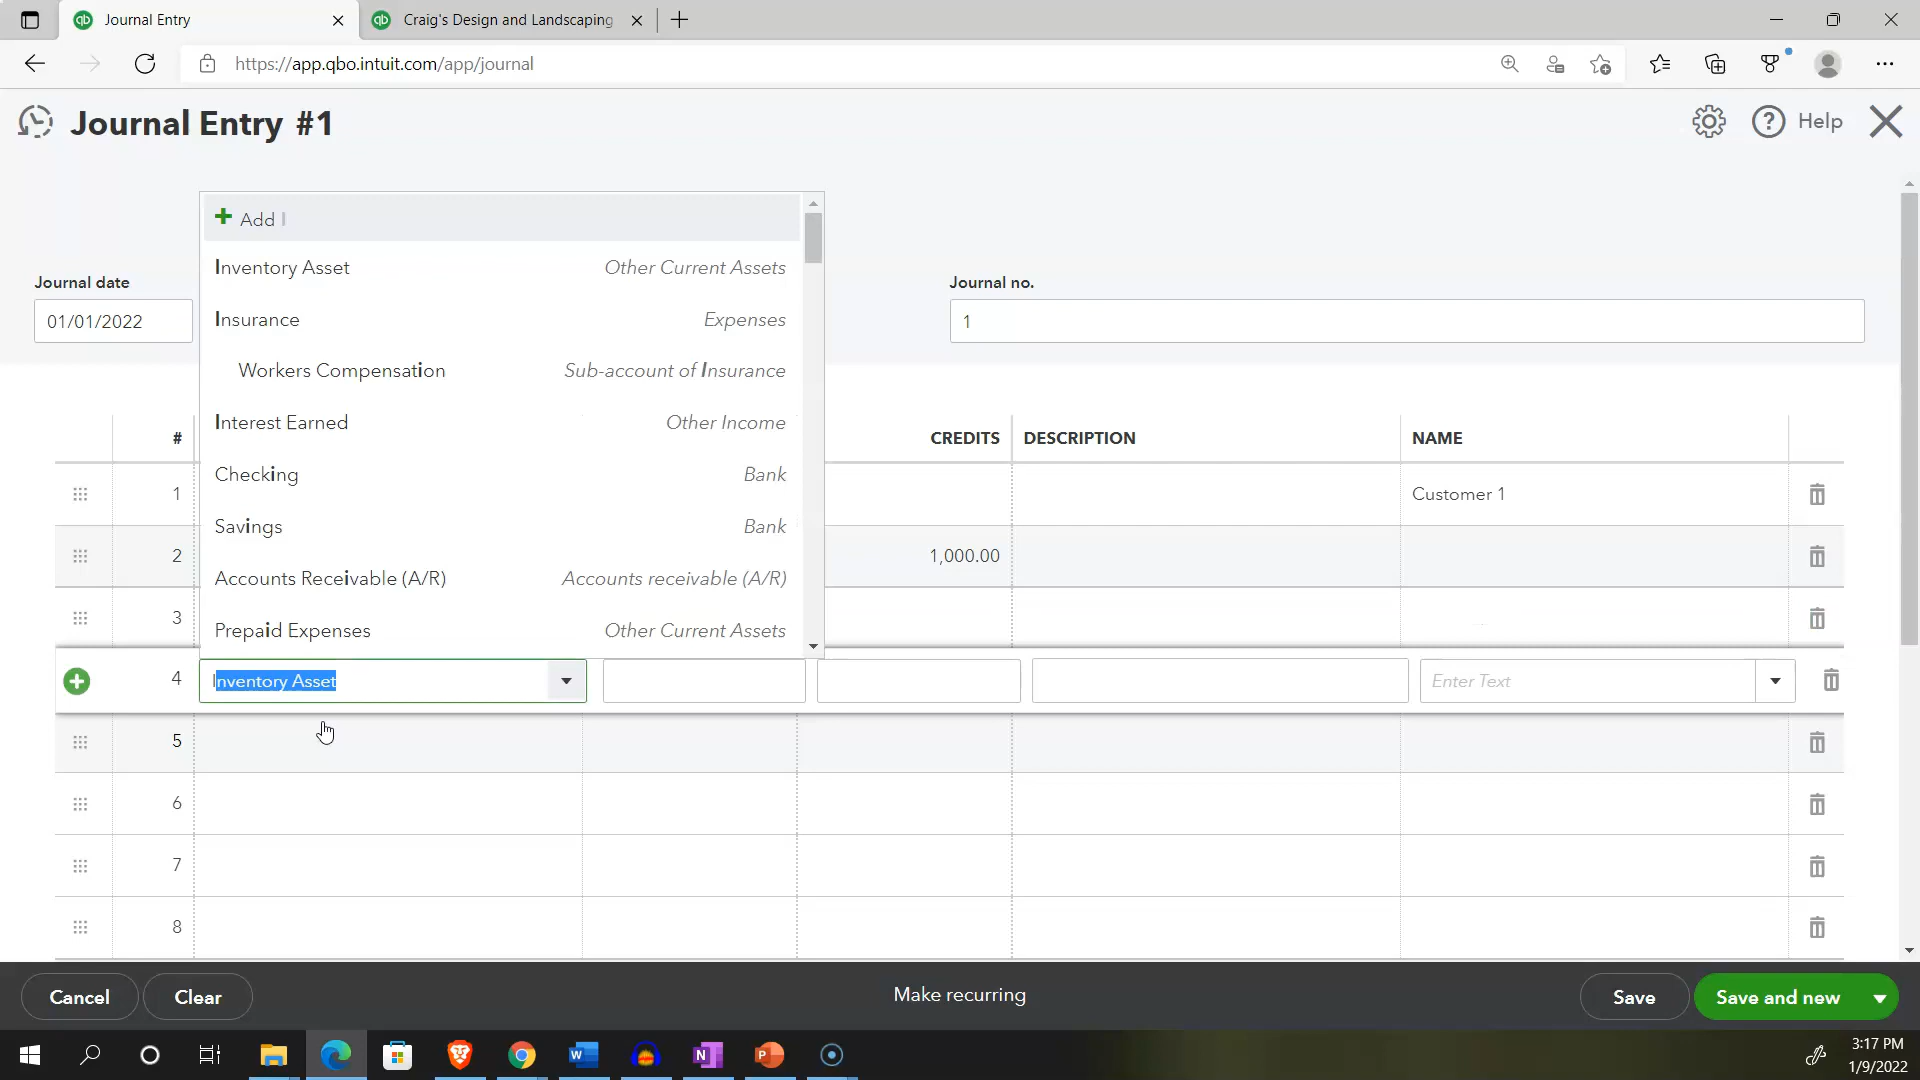 Journal Entry
Craig's Design and Landscaping
https://app.qbo.intuit.com/app/journal
Journal Entry #1
Help
Add I
Inventory Asset Other Current Assets
Insurance Expenses
Workers Compensation Sub-account of Insurance
Interest Earned Other Income
Checking Bank
Savings Bank
Accounts Receivable (A/R) Accounts receivable (A/R)
Prepaid Expenses Other Current Assets
Journal date
01/01/2022
Journal no.
1
# CREDITS DESCRIPTION NAME
1 Customer 1
2 1,000.00
3
4 Inventory Asset Enter Text
5
6
7
8
Cancel Clear Make recurring Save Save and new
3:17 PM
1/9/2022